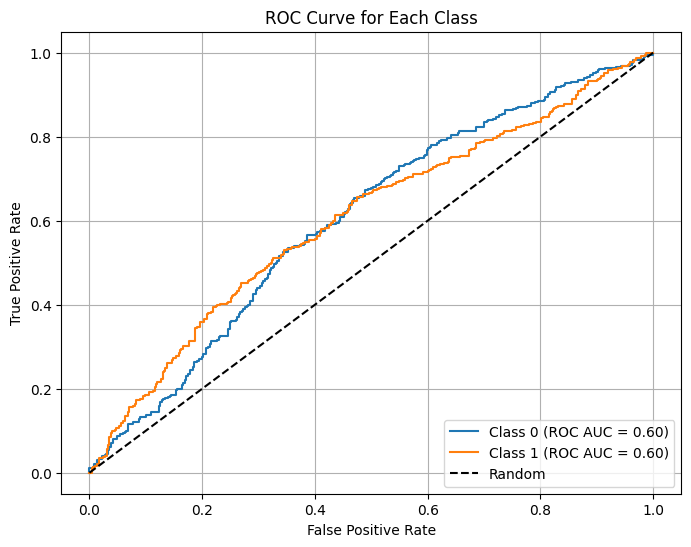 ROC Curve for Each Class
True Positive Rate
1.0
0.8
0.6
0.4
0.2
0.0
Class 0 (ROC AUC = 0.60)
Class 1 (ROC AUC = 0.60)
Random
0.0 0.2 0.4 0.6 0.8 1.0
False Positive Rate